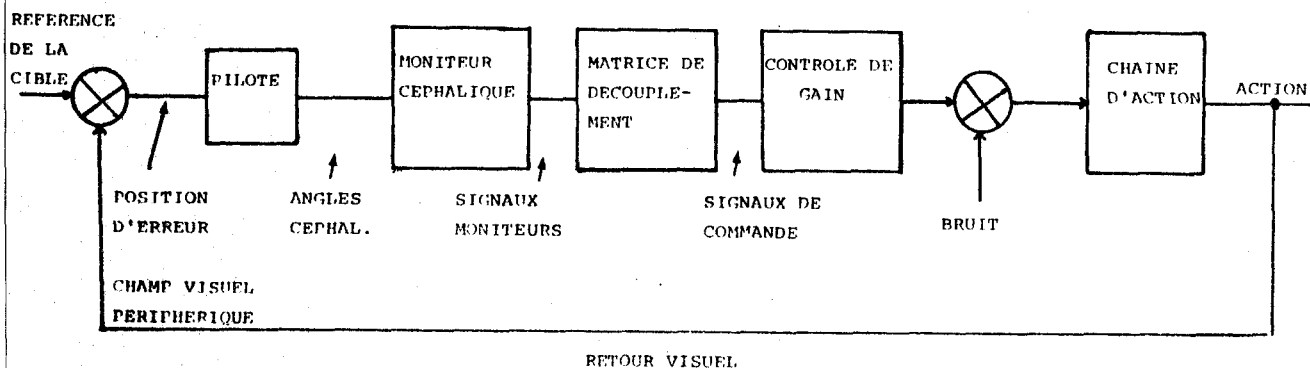 REFERENCE
DE LA
CIBLE
PILOTE
MONITEUR
CEPHALIQUE
MATRICE DE
DECOUPLE-
MENT
CONTROLE DE
GAIN
CHAINE
D'ACTION
ACTION
POSITION
D'ERREUR
ANGLES
CEPHAL.
SIGNAUX
MONITEURS
SIGNAUX DE
COMMANDE
BRUIT
CHAMP VISUEL
PERIPHERIQUE
RETOUR VISUEL